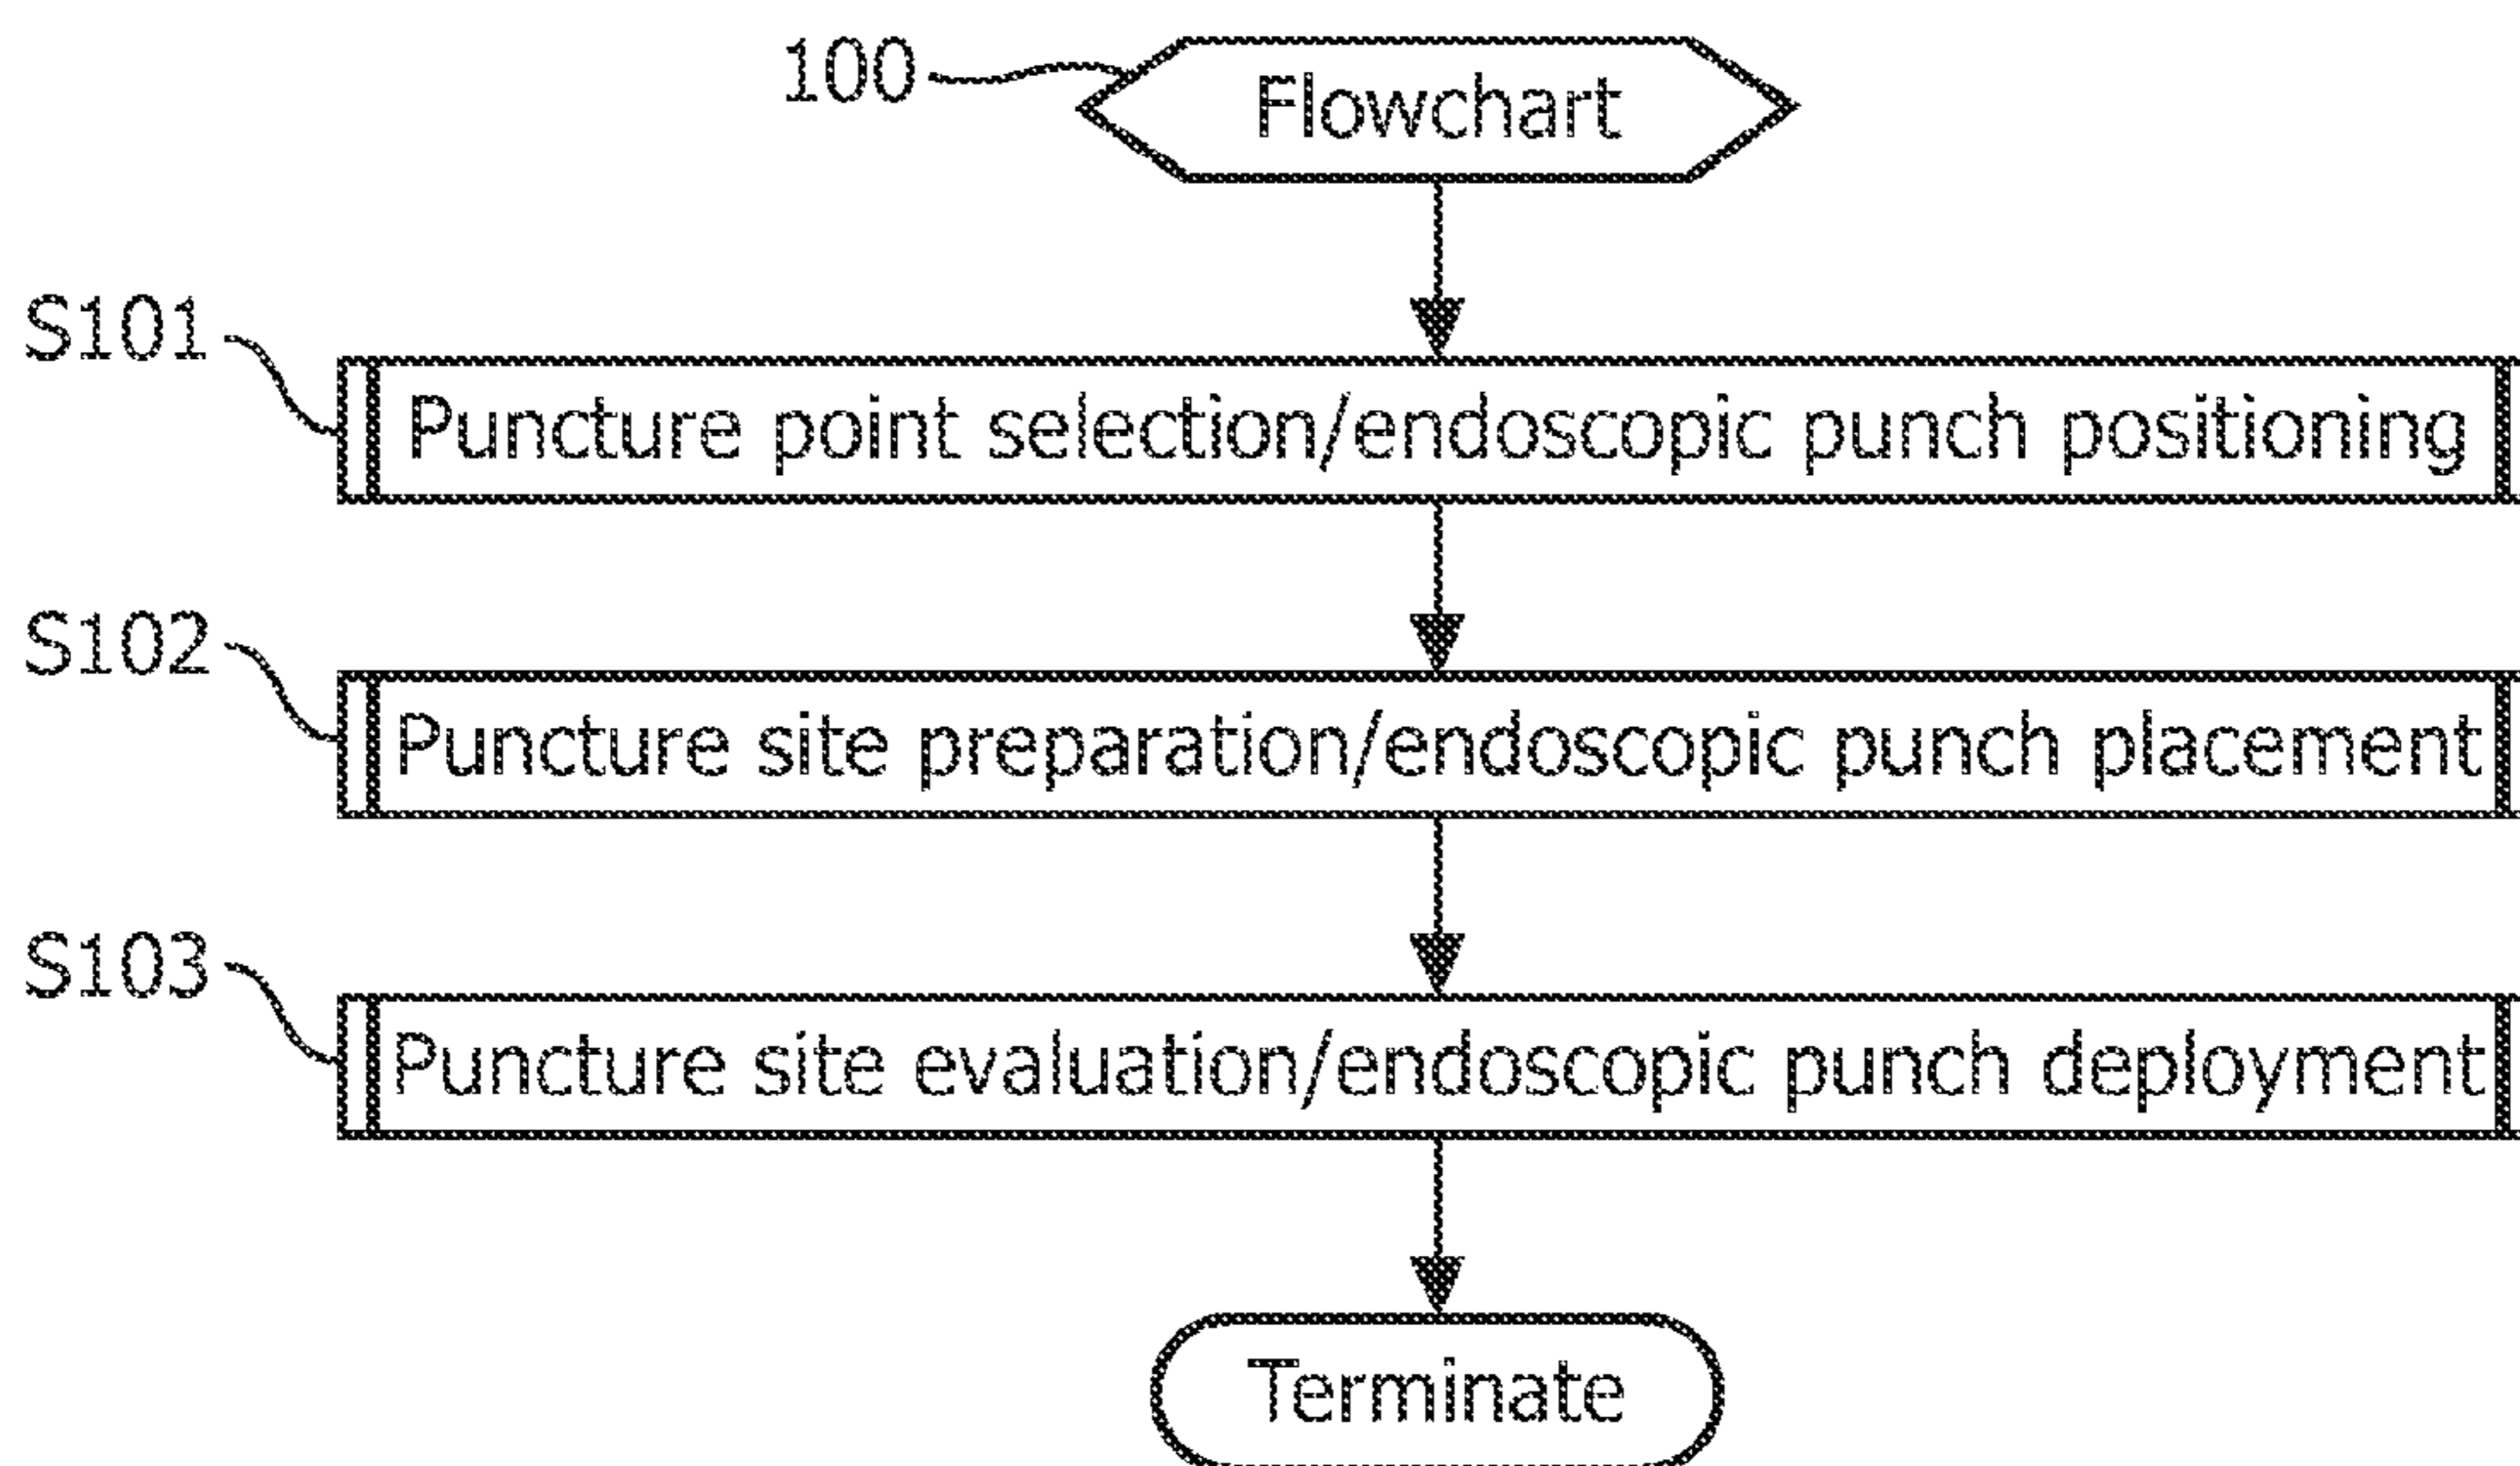 100
Flowchart
S101
Puncture point selection/endoscopic punch positioning
S102
Puncture site preparation/endoscopic punch placement
S103
Puncture site evaluation/endoscopic punch deployment
Terminate